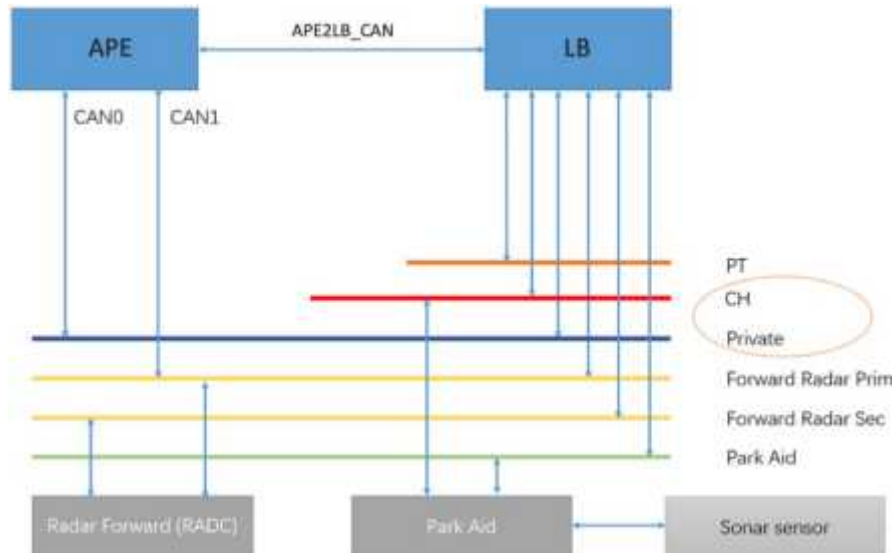 APE
APE2LB_CAN
LB
CAN0
CAN1
PT
CH
Private
Forward Radar Prim
Forward Radar Sec
Park Aid
Radar Forward (RADC)
Park Aid
Sonar sensor